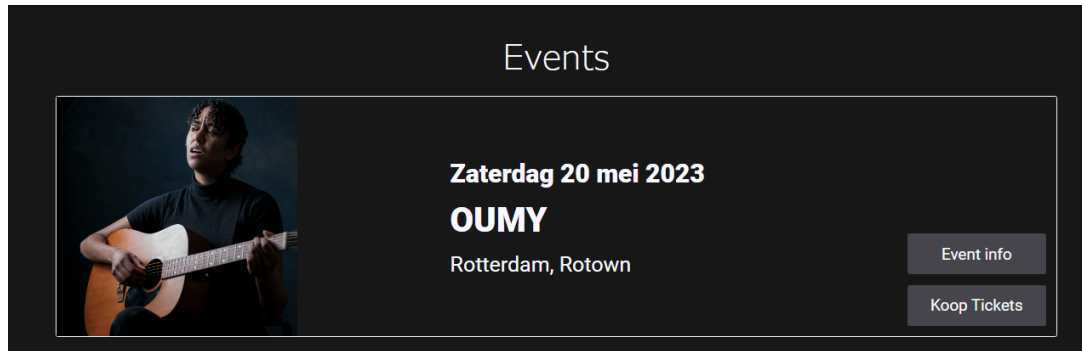 Events
Zaterdag 20 mei 2023
OUMY
Rotterdam, Rotown
Event info
Koop Tickets